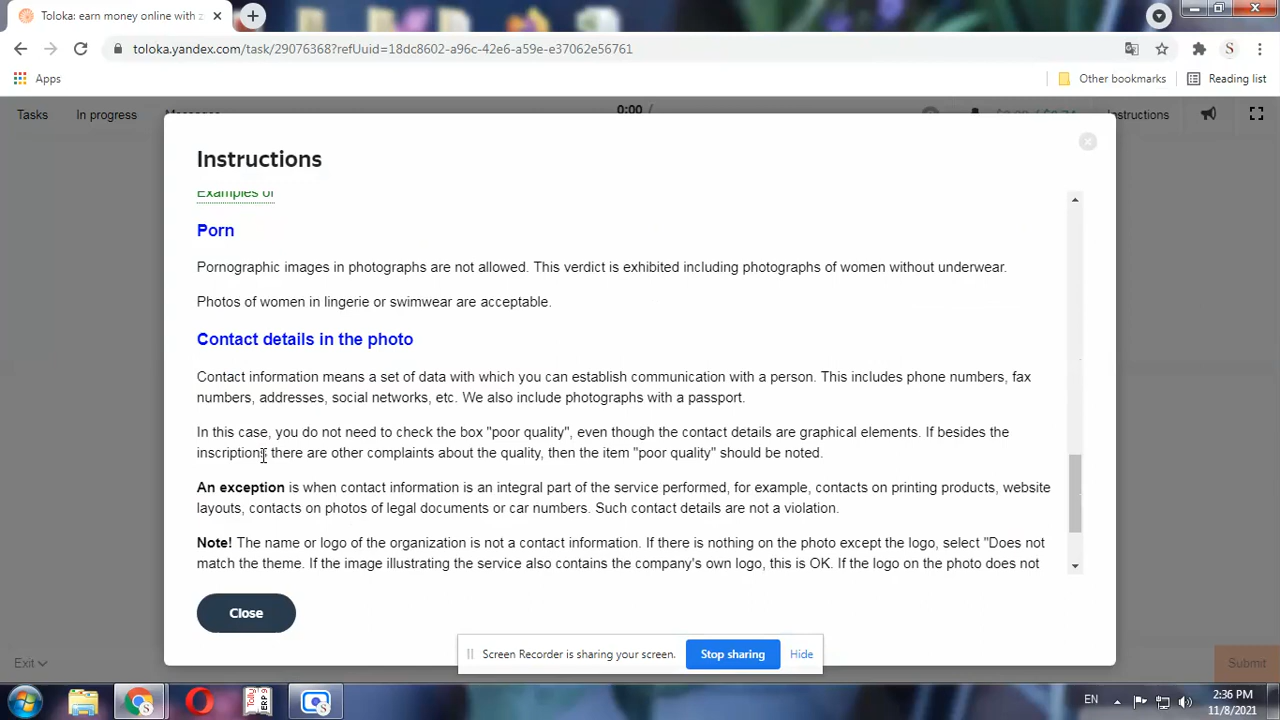 Toloka: earn money online with z
toloka.yandex.com/task/29076368?refUuid=18dc8602-a96c-42e6-a59e-e37062e56761
S
Apps
Other bookmarks
Reading list
Tasks
In progress
0:00 /
Instructions
Instructions
Examples of
Porn
Pornographic images in photographs are not allowed. This verdict is exhibited including photographs of women without underwear.
Photos of women in lingerie or swimwear are acceptable.
Contact details in the photo
Contact information means a set of data with which you can establish communication with a person. This includes phone numbers, fax
numbers, addresses, social networks, etc. We also include photographs with a passport.
In this case, you do not need to check the box "poor quality", even though the contact details are graphical elements. If besides the
inscriptions there are other complaints about the quality, then the item "poor quality" should be noted.
An exception is when contact information is an integral part of the service performed, for example, contacts on printing products, website
layouts, contacts on photos of legal documents or car numbers. Such contact details are not a violation.
Note! The name or logo of the organization is not a contact information. If there is nothing on the photo except the logo, select "Does not
match the theme. If the image illustrating the service also contains the company's own logo, this is OK. If the logo on the photo does not
Close
Screen Recorder is sharing your screen.
Stop sharing
Hide
Exit
Submit
Tally
ERP 9
EN
2:36 PM
11/8/2021